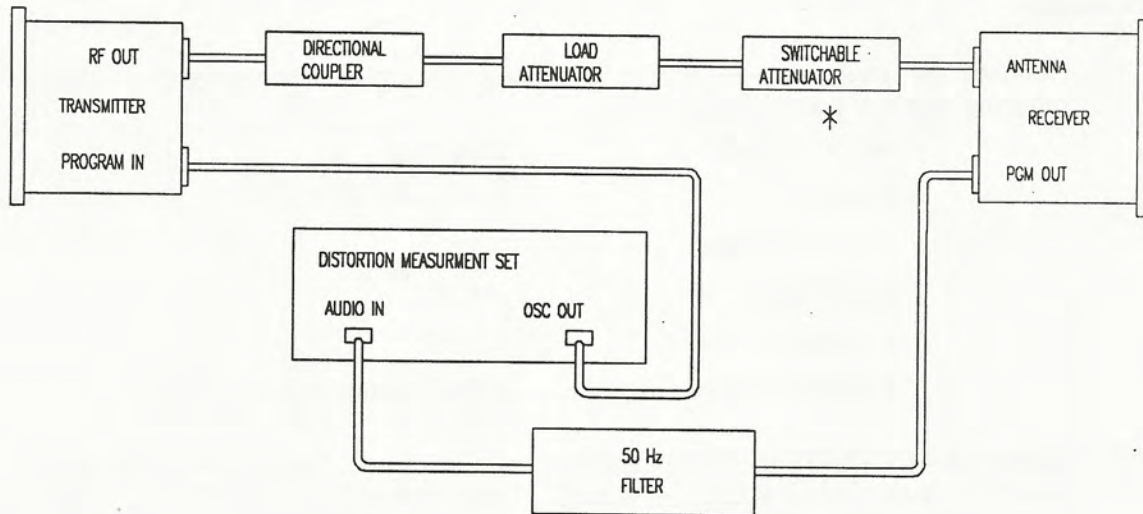 RF OUT
TRANSMITTER
PROGRAM IN
DIRECTIONAL
COUPLER
LOAD
ATTENUATOR
SWITCHABLE
ATTENUATOR
*
ANTENNA
RECEIVER
PGM OUT
DISTORTION MEASURMENT SET
AUDIO IN
OSC OUT
50 Hz
FILTER